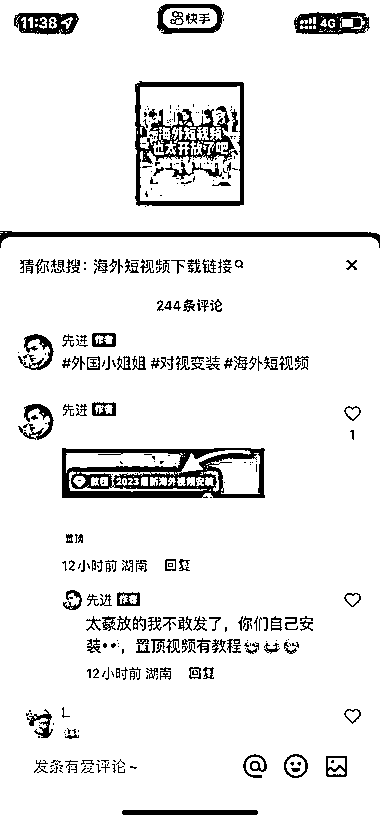 11:38
快手
4G
海外短视频
也太开放了吧
猜你想搜：海外短视频下载链接
244条评论
先进 作者
#外国小姐姐 #对视变装 #海外短视频
先进 作者
1
教程 2023最新海外视频安装
置顶
12小时前 湖南 回复
先进 作者
太豪放的我不敢发了，你们自己安
装••，置顶视频有教程
12小时前 湖南 回复
L
发条有爱评论~